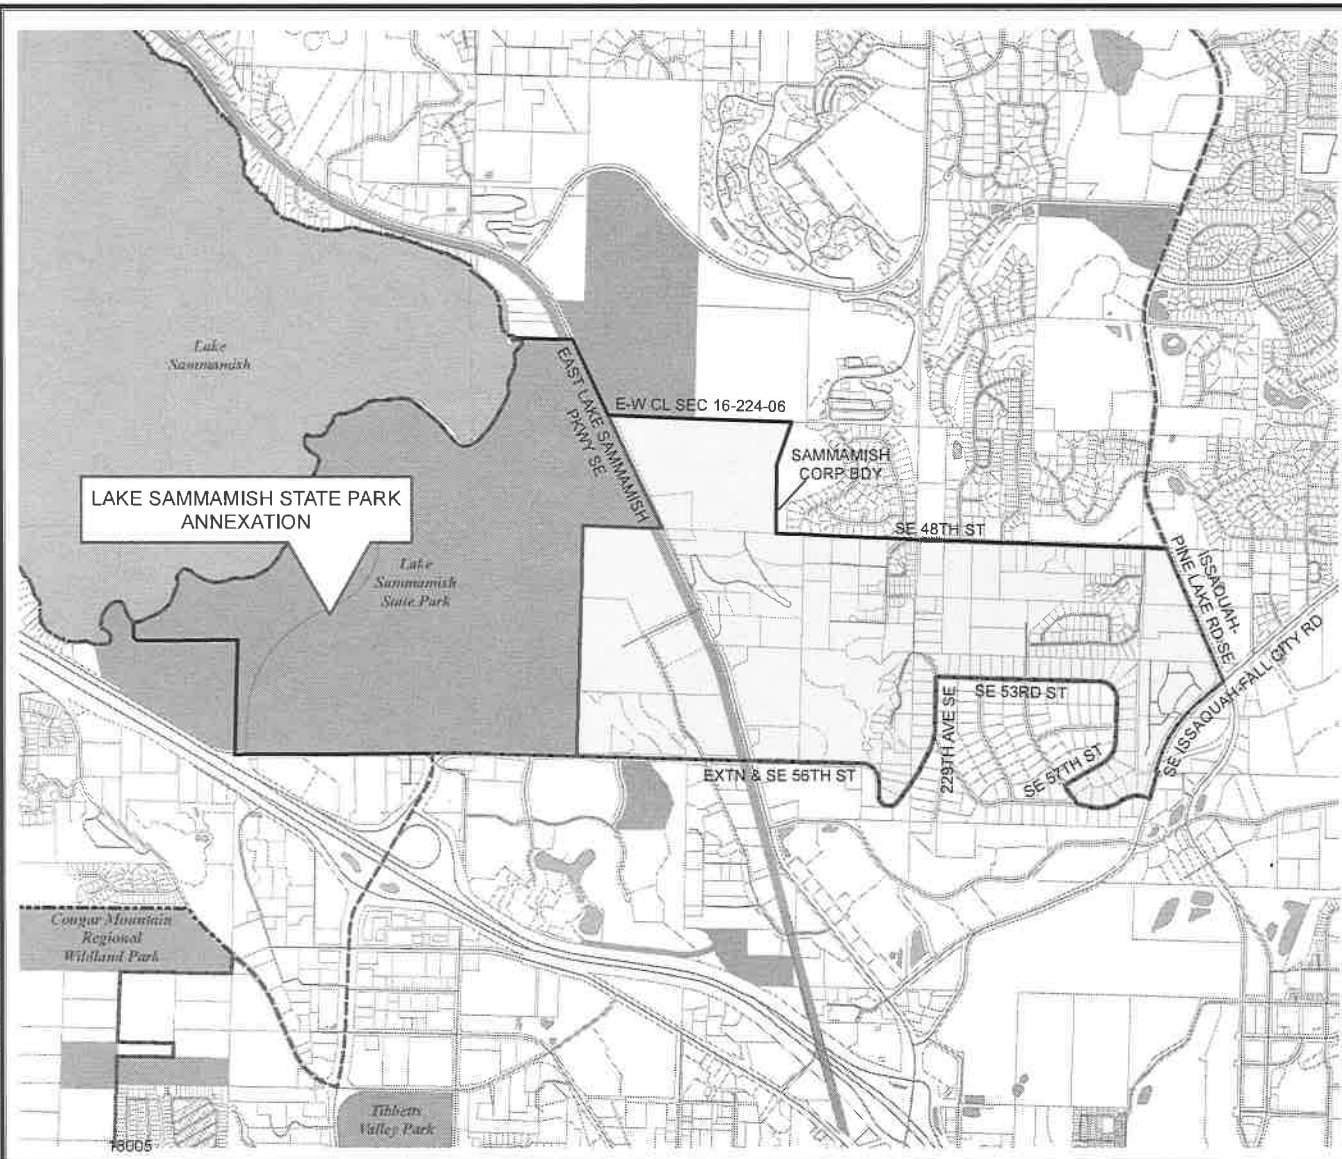 Lake
Sammamish
EAST LAKE SAMMAMISH
PKWY SE
E-W CL SEC 16-224-06
SAMMAMISH
CORP BDY
LAKE SAMMAMISH STATE PARK
ANNEXATION
SE 48TH ST
ISSAQUAH-
PINE LAKE RD SE
Lake
Sammamish
State Park
SE ISSAQUAH-FALL CITY RD
229TH AVE SE
SE 53RD ST
SE 57TH ST
EXTN & SE 56TH ST
Cougar Mountain
Regional
Wildland Park
Tibbetts
Valley Park
18005